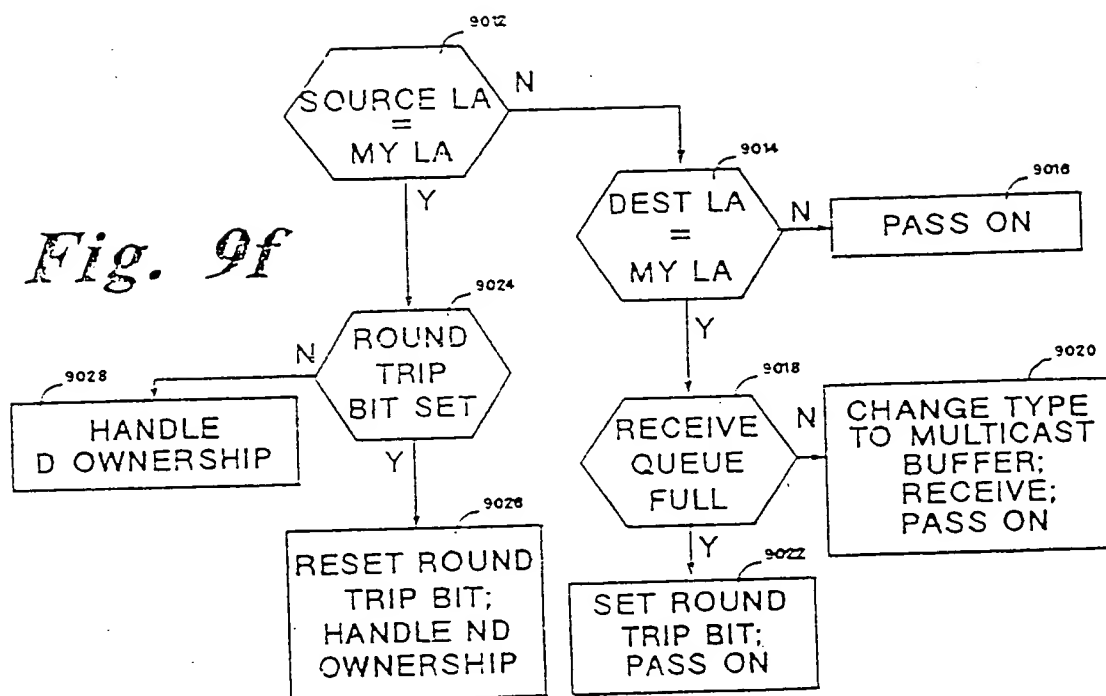 9012
SOURCE LA
=
MY LA
N
Y
9014
DEST LA
=
MY LA
N
Y
9016
PASS ON
Fig. 9f
9024
ROUND
TRIP
BIT SET
N
Y
9028
HANDLE
D OWNERSHIP
9018
RECEIVE
QUEUE
FULL
N
Y
9020
CHANGE TYPE
TO MULTICAST
BUFFER;
RECEIVE;
PASS ON
9026
RESET ROUND
TRIP BIT;
HANDLE ND
OWNERSHIP
9022
SET ROUND
TRIP BIT;
PASS ON